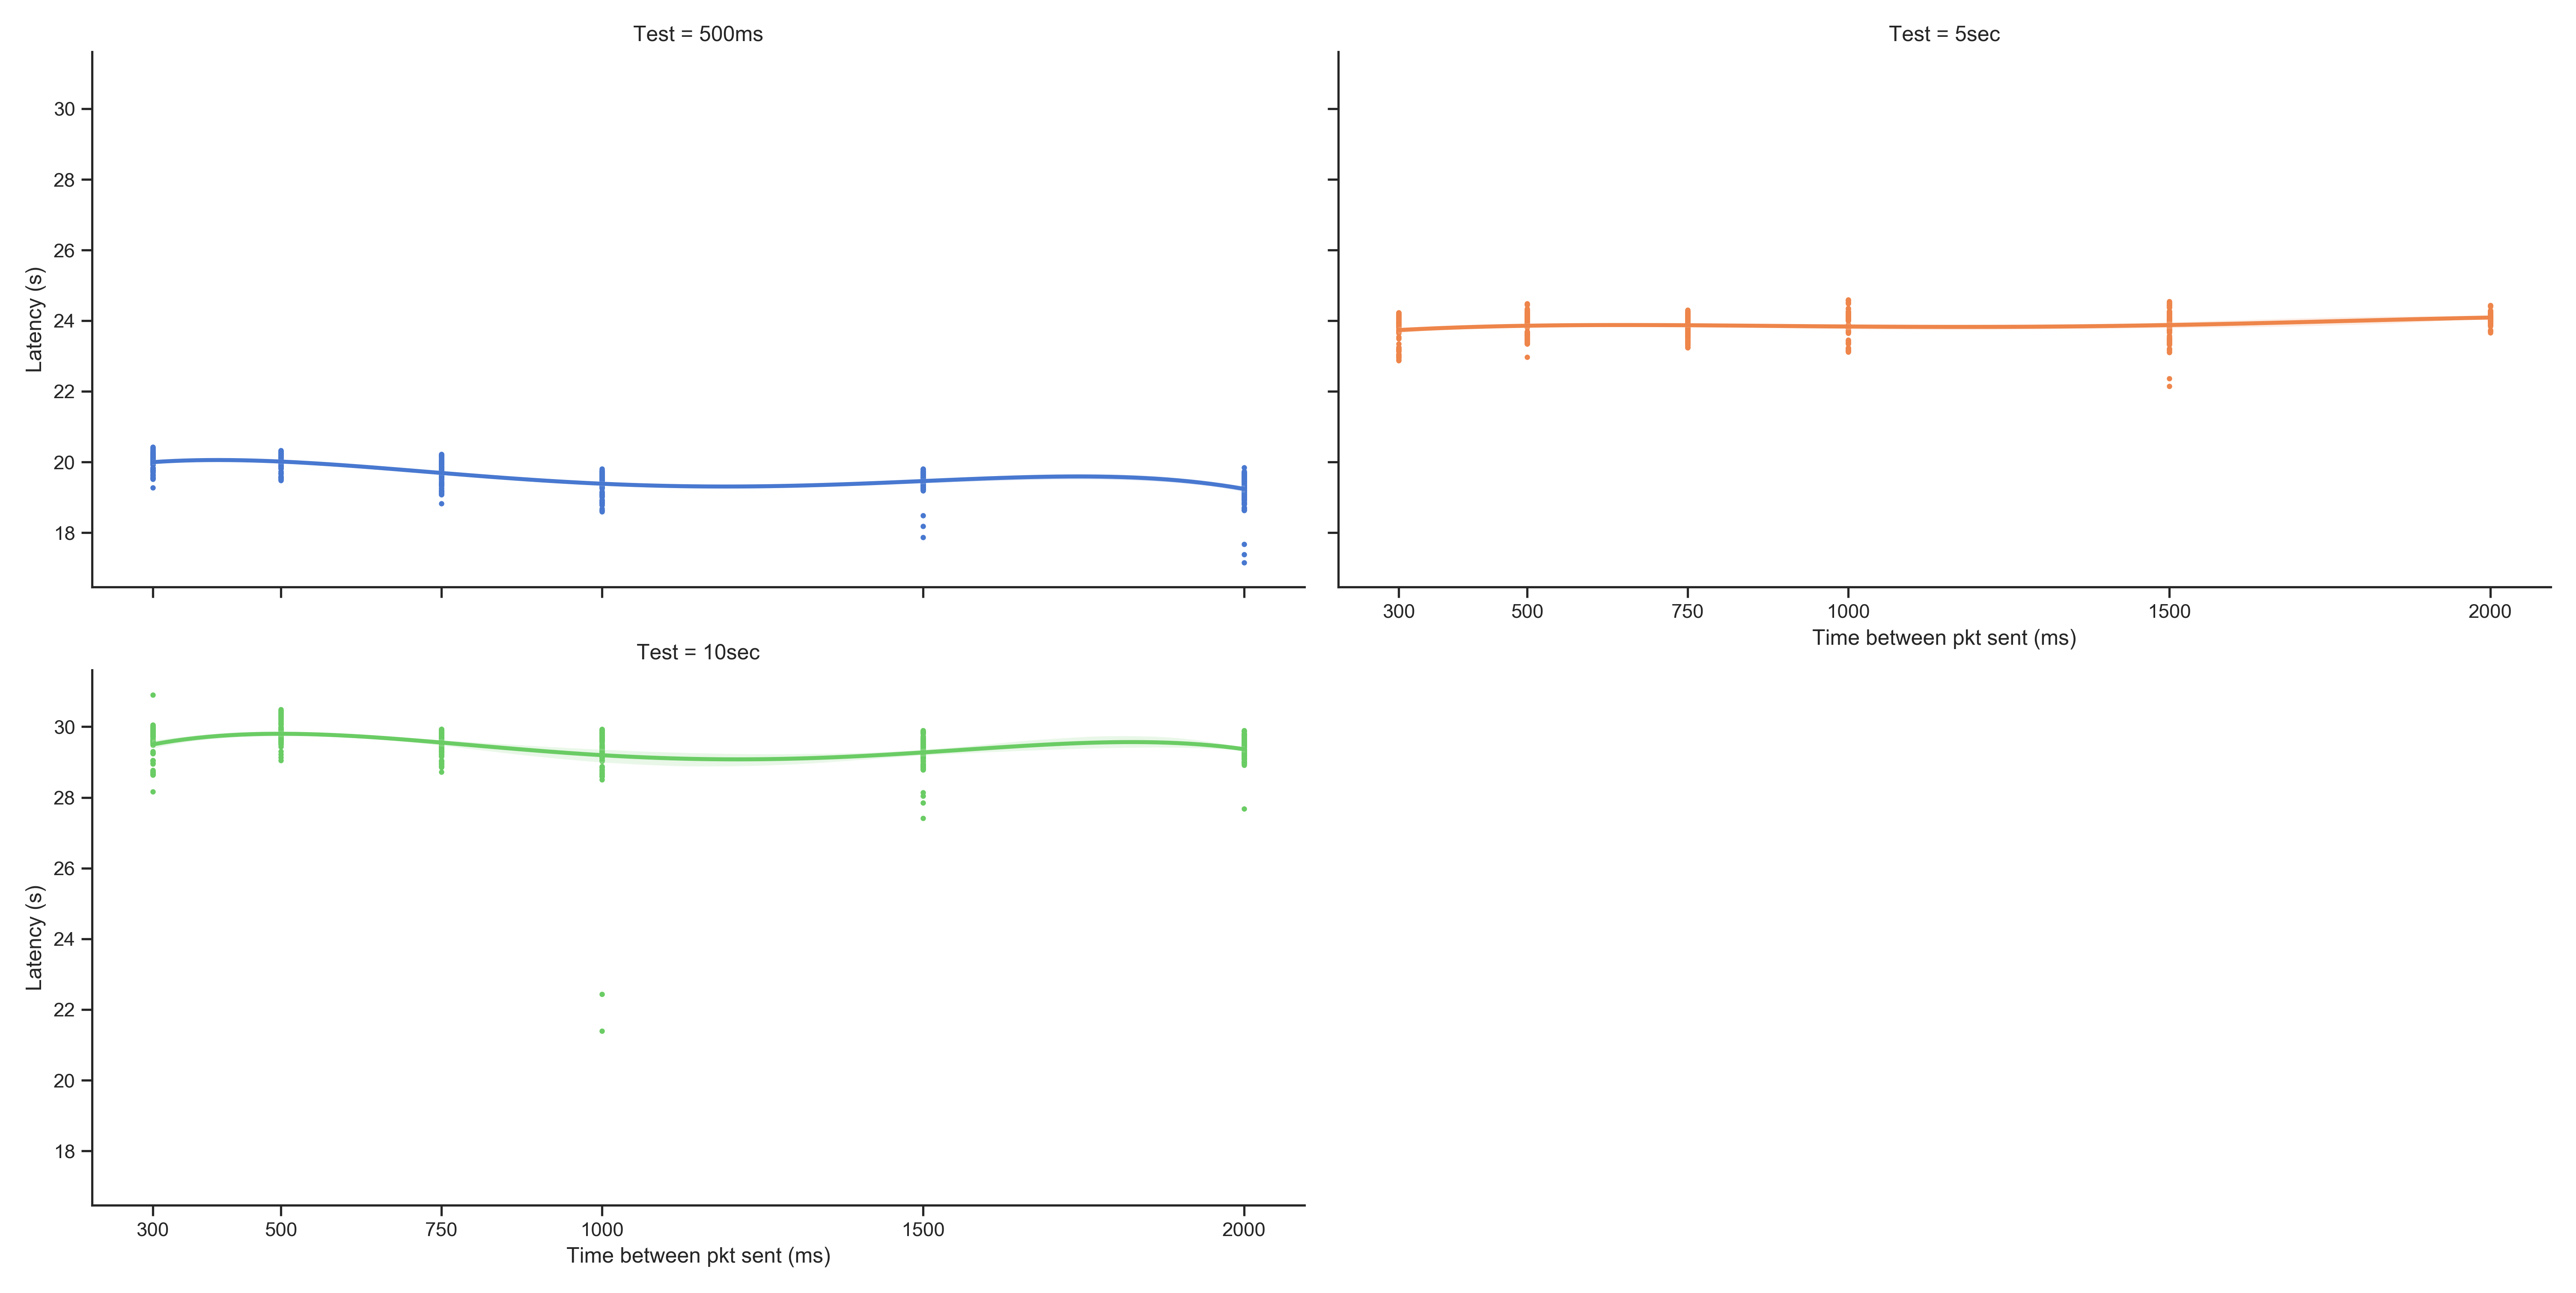 Test = 500ms
30
28
26
24
22
20
18
Latency (s)
Test = 5sec
300 500 750 1000 1500 2000
Time between pkt sent (ms)
Test = 10sec
30
28
26
24
22
20
18
Latency (s)
300 500 750 1000 1500 2000
Time between pkt sent (ms)